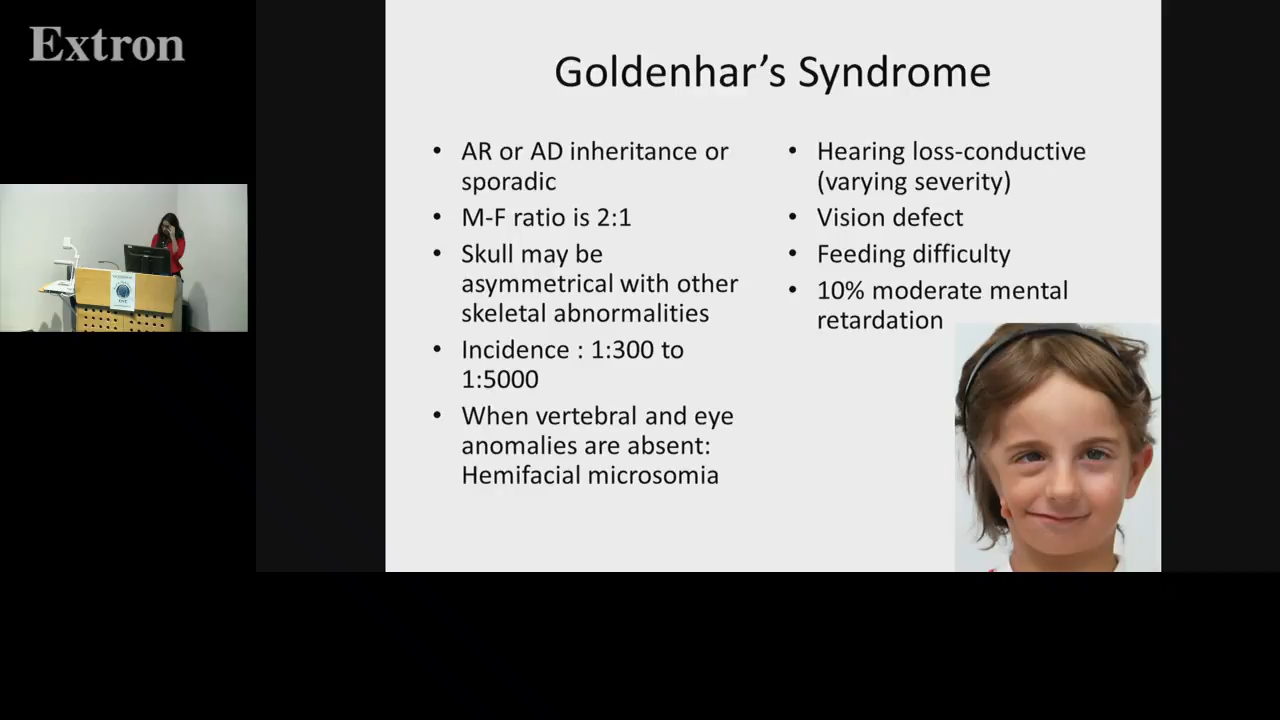 Extron
Goldenhar’s Syndrome
• AR or AD inheritance or
sporadic
• M-F ratio is 2:1
• Skull may be
asymmetrical with other
skeletal abnormalities
• Incidence : 1:300 to
1:5000
• When vertebral and eye
anomalies are absent:
Hemifacial microsomia
• Hearing loss-conductive
(varying severity)
• Vision defect
• Feeding difficulty
• 10% moderate mental
retardation